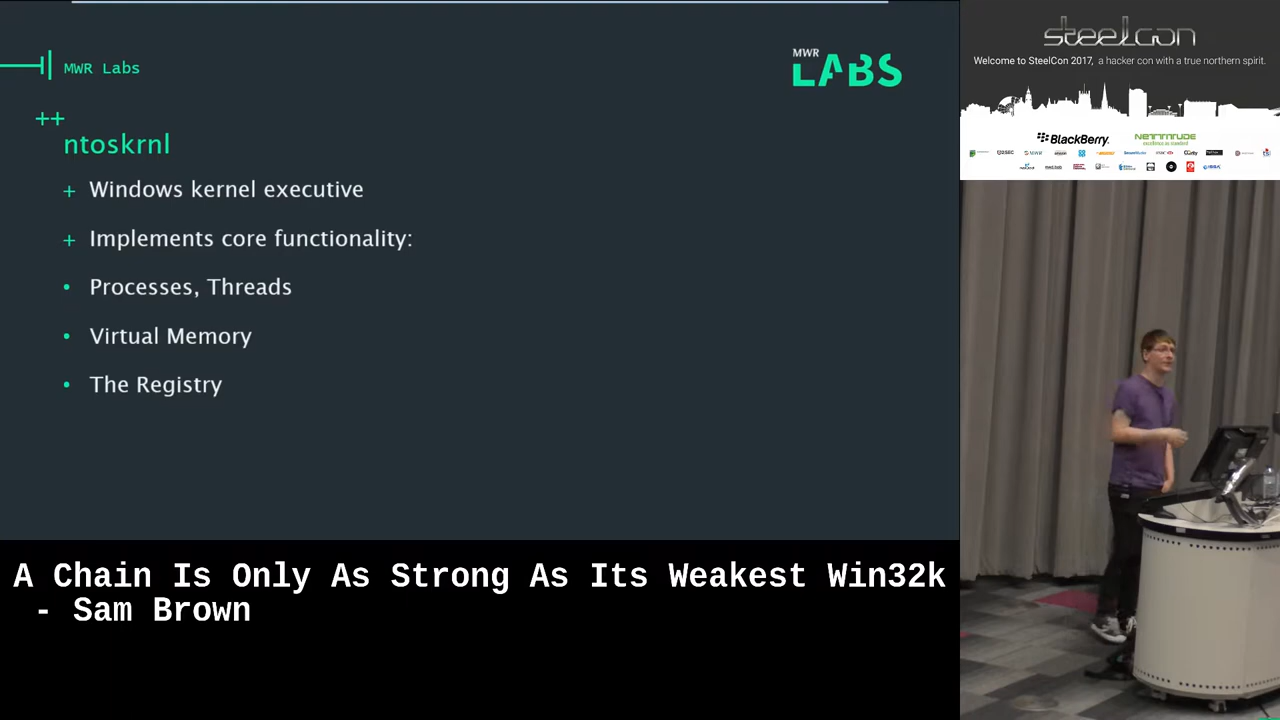 MWR Labs
MWR
LABS
++
ntoskrnl
+ Windows kernel executive
+ Implements core functionality:
• Processes, Threads
• Virtual Memory
• The Registry
A Chain Is Only As Strong As Its Weakest Win32k
- Sam Brown
steelcon
Welcome to SteelCon 2017, a hacker con with a true northern spirit.
BlackBerry
NETTITUDE